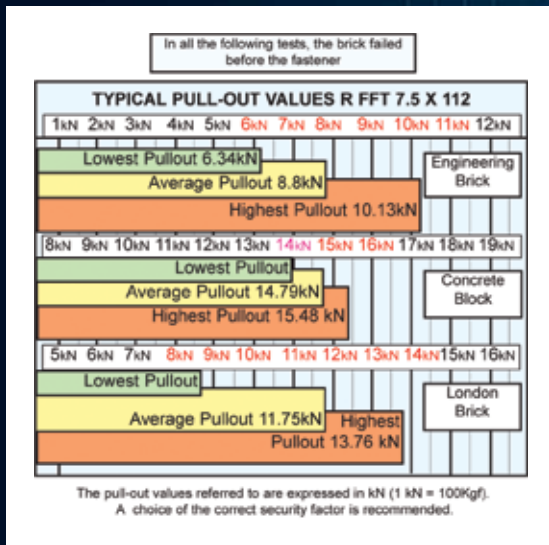 In all the following tests, the brick failed
before the fastener
TYPICAL PULL-OUT VALUES R FFT 7.5 X 112
1kN 2kN 3kN 4kN 5kN 6kN 7kN 8kN 9kN 10kN 11kN 12kN
Lowest Pullout 6.34kN
Average Pullout 8.8kN
Highest Pullout 10.13kN
Engineering
Brick
8kN 9kN 10kN 11kN 12kN 13kN 14kN 15kN 16kN 17kN 18kN 19kN
Lowest Pullout
Average Pullout 14.79kN
Highest Pullout 15.48 kN
Concrete
Block
5kN 6kN 7kN 8kN 9kN 10kN 11kN 12kN 13kN 14kN 15kN 16kN
Lowest Pullout
Average Pullout 11.75kN
Highest
Pullout 13.76 kN
London
Brick
The pull-out values referred to are expressed in kN (1 kN = 100Kgf).
A choice of the correct security factor is recommended.